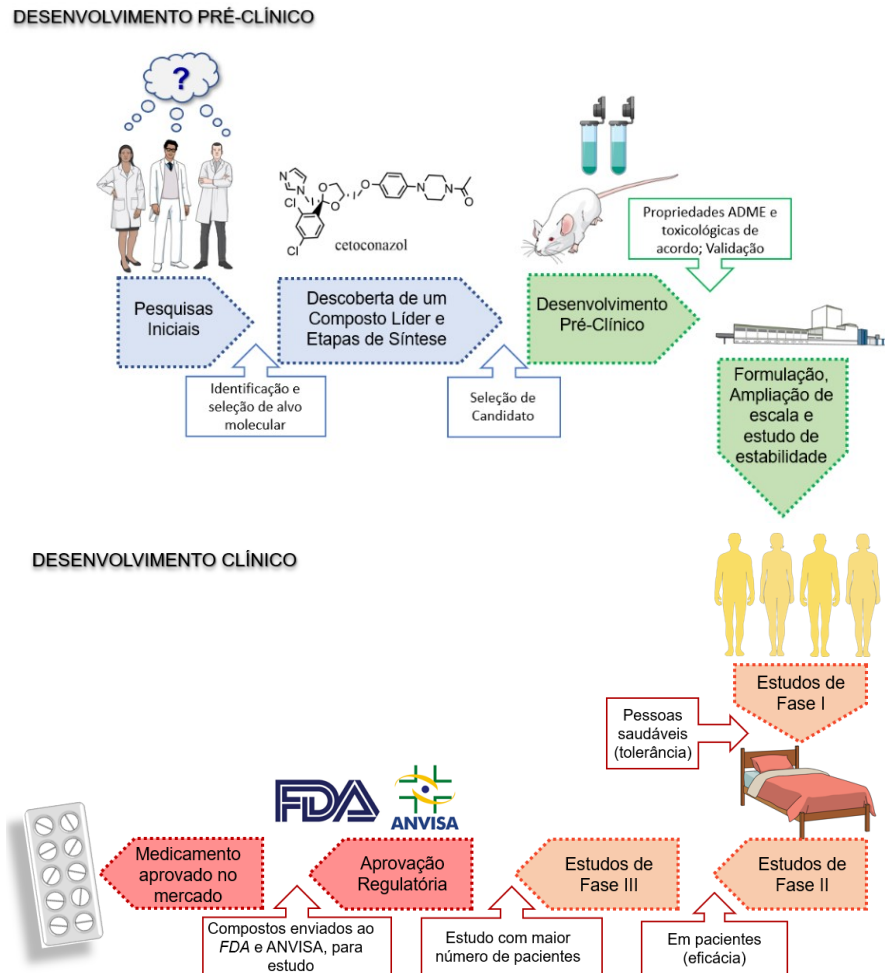 DESENVOLVIMENTO PRÉ-CLÍNICO
?
N
N
O
O
O
N
N
O
Cl
Cl
cetoconazol
Propriedades ADME e
toxicológicas de
acordo; Validação
Pesquisas
Iniciais
Descoberta de um
Composto Líder e
Etapas de Síntese
Desenvolvimento
Pré-Clínico
Identificação e
seleção de alvo
molecular
Seleção de
Candidato
Formulação,
Ampliação de
escala e
estudo de
estabilidade
DESENVOLVIMENTO CLÍNICO
Estudos de
Fase I
Pessoas
saudáveis
(tolerância)
FDA
ANVISA
Medicamento
aprovado no
mercado
Aprovação
Regulatória
Estudos de
Fase III
Estudos de
Fase II
Compostos enviados ao
FDA e ANVISA, para
estudo
Estudo com maior
número de pacientes
Em pacientes
(eficácia)